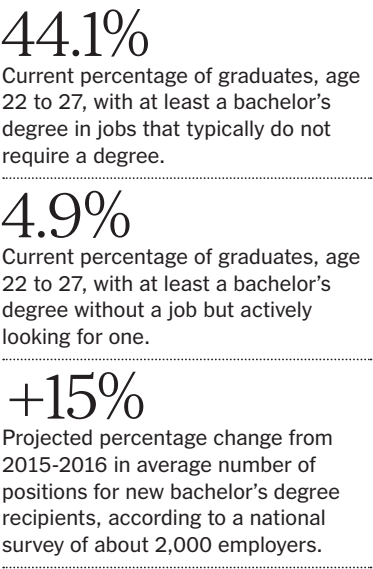 44.1%
Current percentage of graduates, age
22 to 27, with at least a bachelor's
degree in jobs that typically do not
require a degree.
4.9%
Current percentage of graduates, age
22 to 27, with at least a bachelor's
degree without a job but actively
looking for one.
+15%
Projected percentage change from
2015-2016 in average number of
positions for new bachelor's degree
recipients, according to a national
survey of about 2,000 employers.